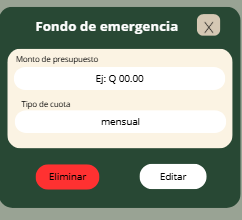 Fondo de emergencia
X
Monto de presupuesto
Ej: Q 00.00
Tipo de cuota
mensual
Eliminar
Editar